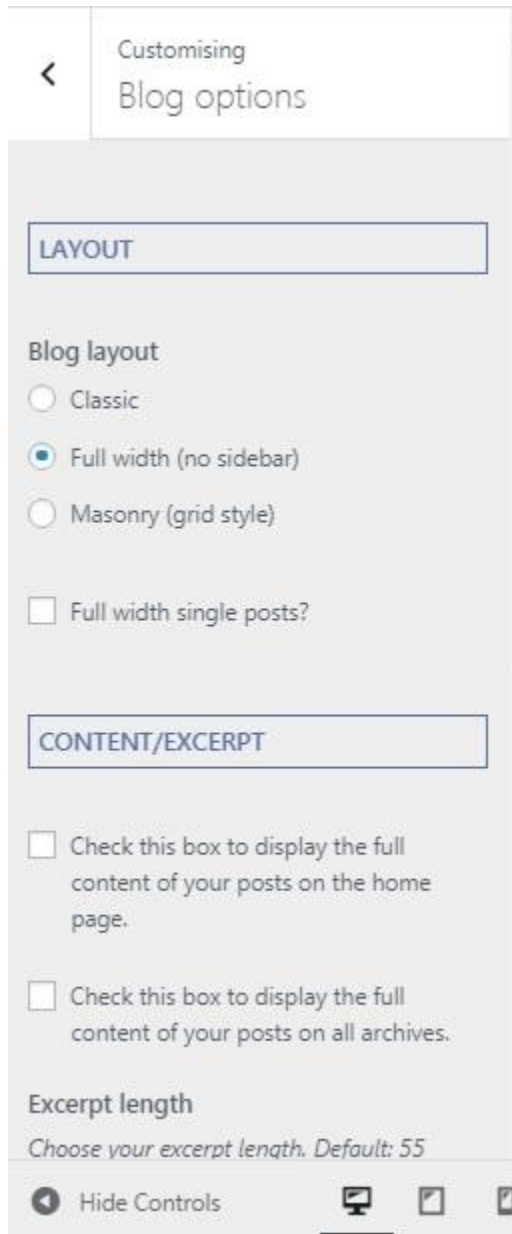 Customising
Blog options
LAYOUT
Blog layout
Classic
Full width (no sidebar)
Masonry (grid style)
Full width single posts?
CONTENT/EXCERPT
Check this box to display the full
content of your posts on the home
page.
Check this box to display the full
content of your posts on all archives.
Excerpt length
Choose your excerpt length. Default: 55
Hide Controls